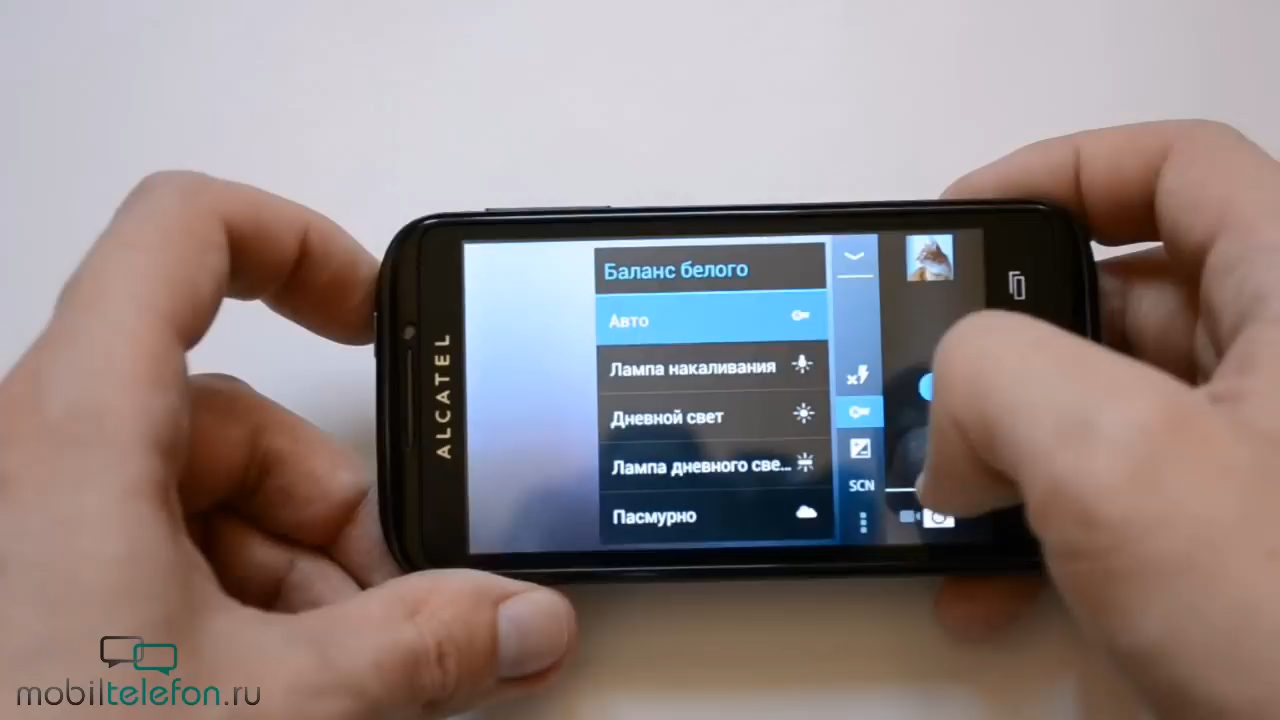 ALCATEL
Баланс белого
Авто
Лампа накаливания
Дневной свет
Лампа дневного све...
Пасмурно
SCN
mobiltelefon.ru